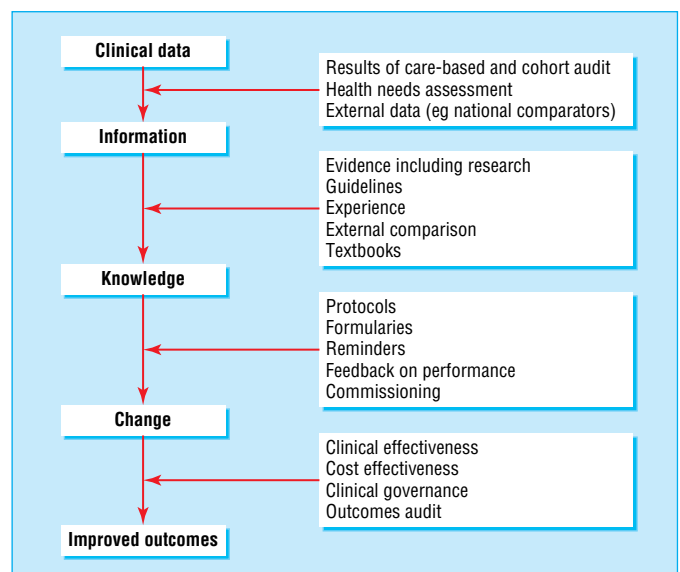 Clinical data
Results of care-based and cohort audit
Health needs assessment
External data (eg national comparators)
Information
Evidence including research
Guidelines
Experience
External comparison
Textbooks
Knowledge
Protocols
Formularies
Reminders
Feedback on performance
Commissioning
Change
Clinical effectiveness
Cost effectiveness
Clinical governance
Outcomes audit
Improved outcomes